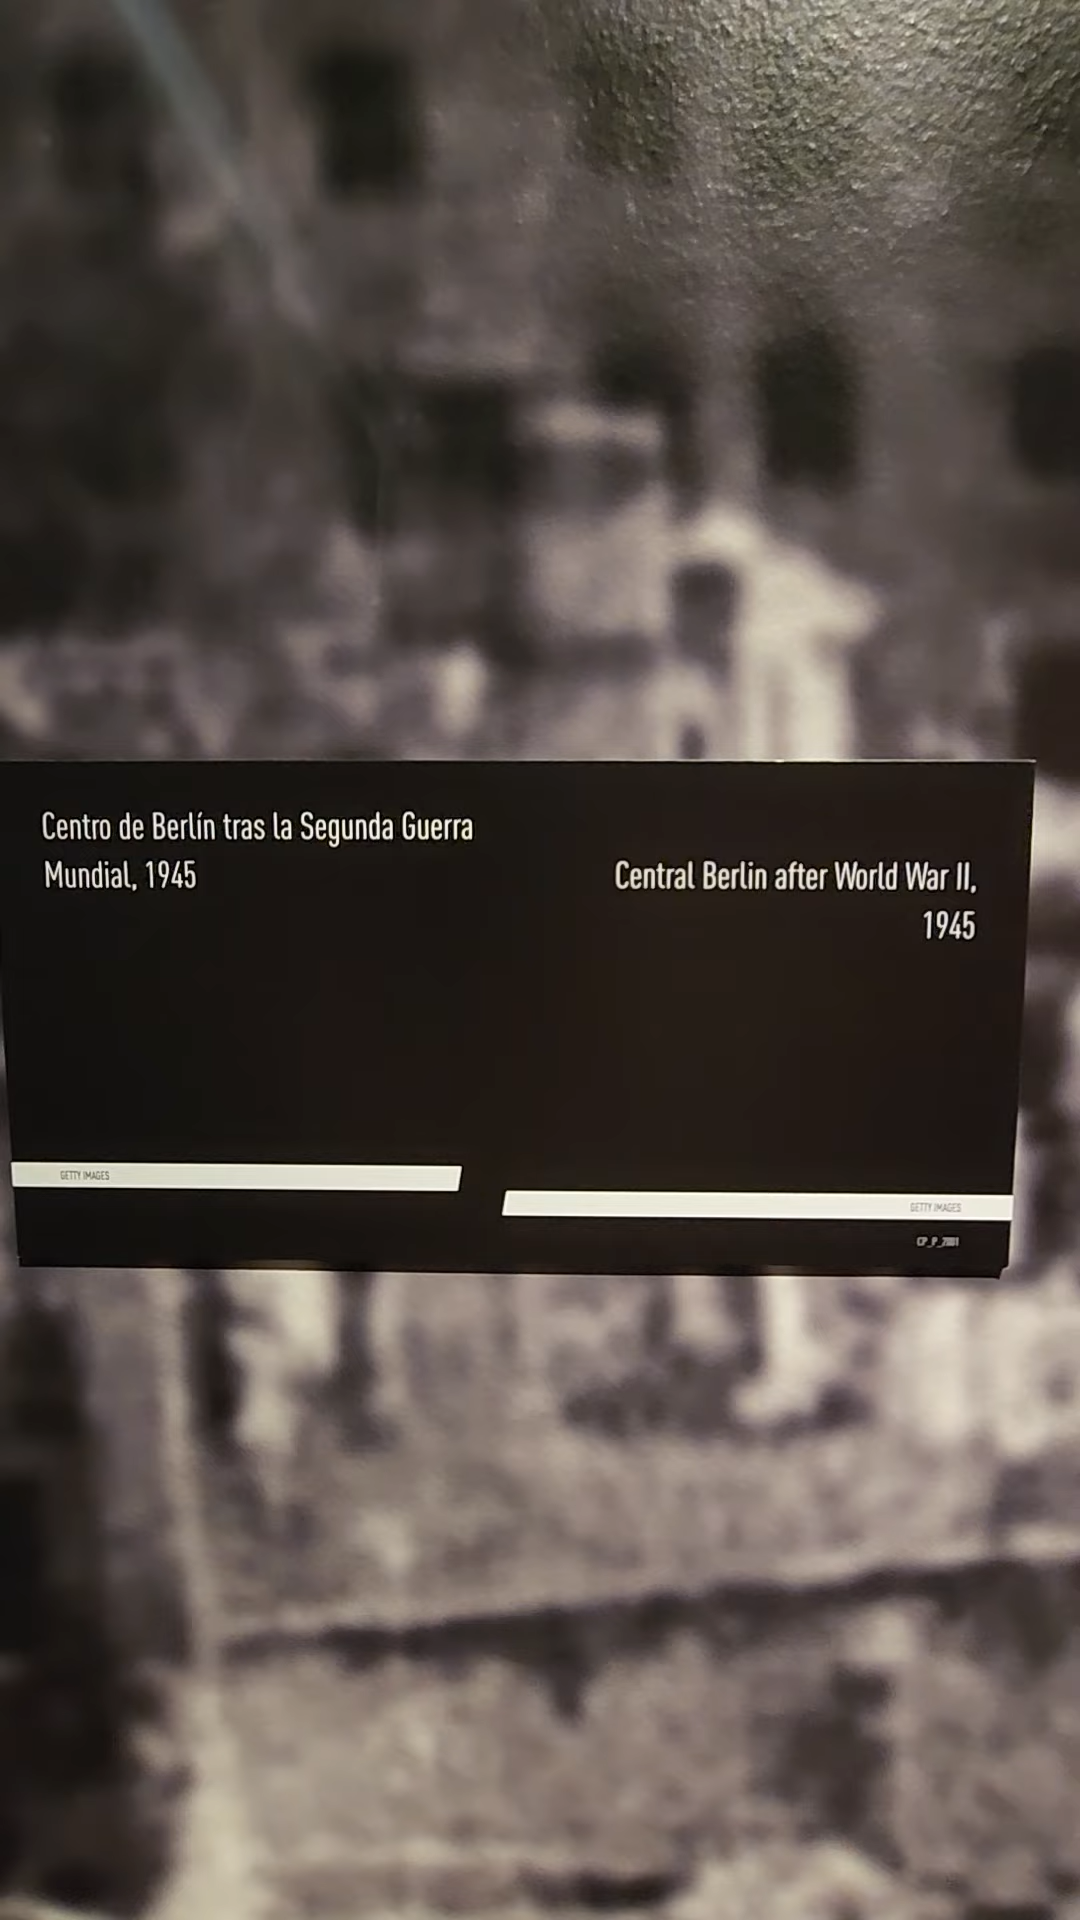 Centro de Berlín tras la Segunda Guerra
Mundial, 1945
Central Berlin after World War II,
1945
GETTY IMAGES
GETTY IMAGES
CP_P_2001